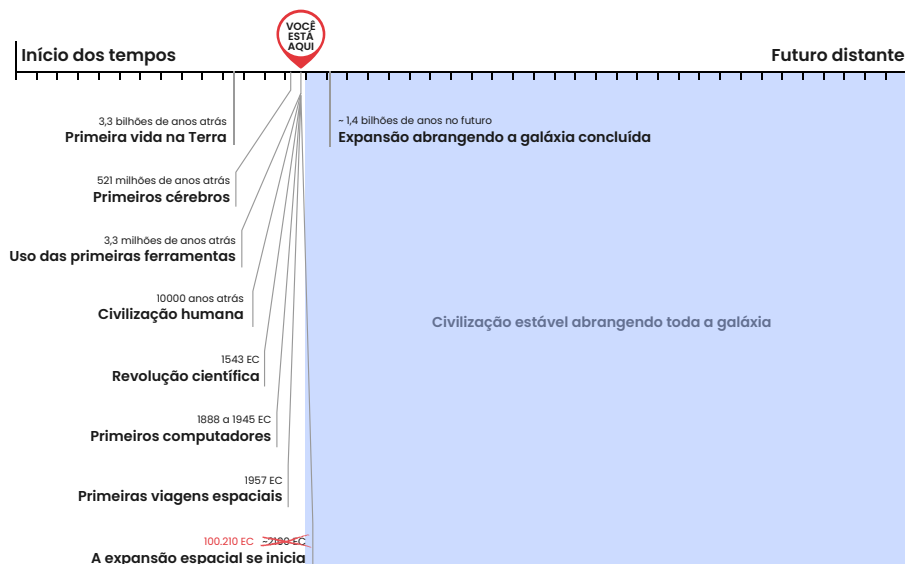 VOCÊ
ESTÁ
AQUI
Início dos tempos
Futuro distante
3,3 bilhões de anos atrás
Primeira vida na Terra
~ 1,4 bilhões de anos no futuro
Expansão abrangendo a galáxia concluída
521 milhões de anos atrás
Primeiros cérebros
3,3 milhões de anos atrás
Uso das primeiras ferramentas
10000 anos atrás
Civilização humana
Civilização estável abrangendo toda a galáxia
1543 EC
Revolução científica
1888 a 1945 EC
Primeiros computadores
1957 EC
Primeiras viagens espaciais
100.210 EC ~2100 EC
A expansão espacial se inicia